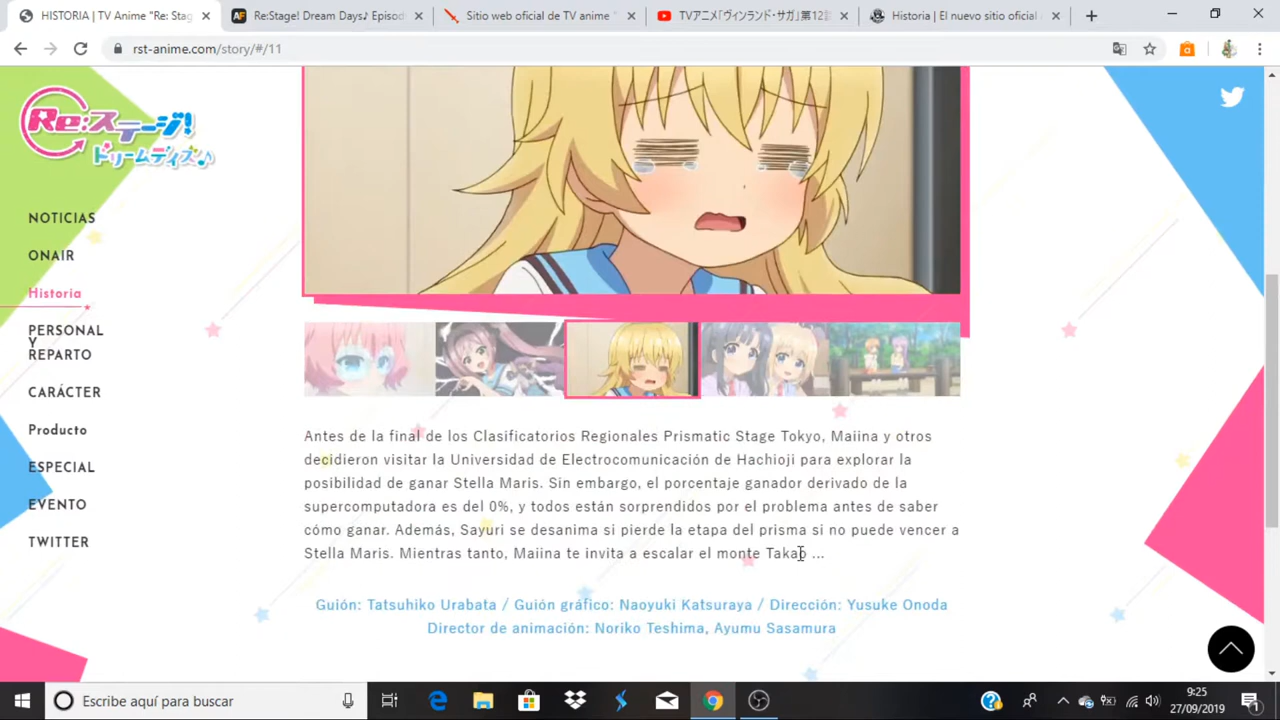 TV Anime "Re: Stag
Re:Stage! Dream Days♪ Episod
Sitio web oficial de TV anime "
TVアニメ「ヴィンランド・サガ」第12話
Historia | El nuevo sitio oficial d
rst-anime.com/story/#/11
Re:ステージ!
ドリームデイズ♪
NOTICIAS
ONAIR
Historia
PERSONAL
Y
REPARTO
CARÁCTER
Producto
ESPECIAL
EVENTO
TWITTER
Antes de la final de los Clasificatorios Regionales Prismatic Stage Tokyo, Maiina y otros
decidieron visitar la Universidad de Electrocomunicación de Hachioji para explorar la
posibilidad de ganar Stella Maris. Sin embargo, el porcentaje ganador derivado de la
supercomputadora es del 0%, y todos están sorprendidos por el problema antes de saber
cómo ganar. Además, Sayuri se desanima si pierde la etapa del prisma si no puede vencer a
Stella Maris. Mientras tanto, Maiina te invita a escalar el monte Takao ...
Guión: Tatsuhiko Urabata / Guión gráfico: Naoyuki Katsuraya / Dirección: Yusuke Onoda
Director de animación: Noriko Teshima, Ayumu Sasamura
Escribe aquí para buscar
9:25
27/09/2019